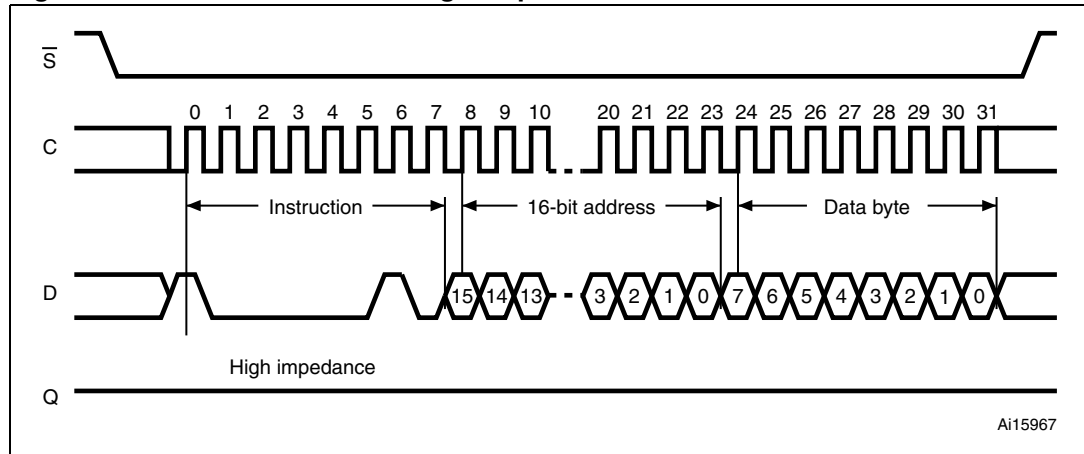 S̅
0 1 2 3 4 5 6 7 8 9 10 20 21 22 23 24 25 26 27 28 29 30 31
C
Instruction 16-bit address Data byte
D 15 14 13 3 2 1 0 7 6 5 4 3 2 1 0
High impedance
Q
Ai15967